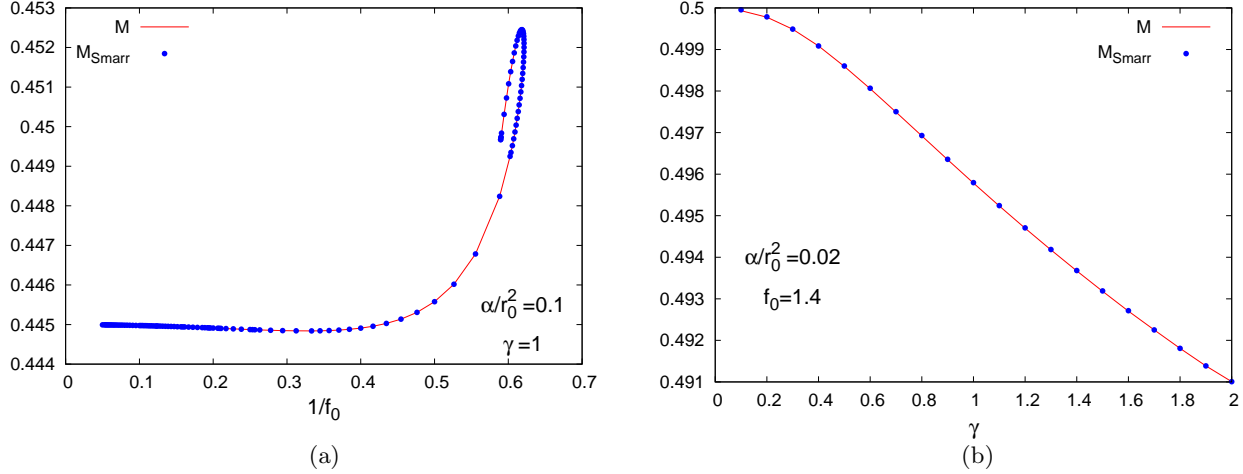 0.453
0.452
0.451
0.45
0.449
0.448
0.447
0.446
0.445
0.444
0 0.1 0.2 0.3 0.4 0.5 0.6 0.7
M
M_Smarr
α/r_0^2=0.1
γ=1
1/f_0
(a)
0.5
0.499
0.498
0.497
0.496
0.495
0.494
0.493
0.492
0.491
0 0.2 0.4 0.6 0.8 1 1.2 1.4 1.6 1.8 2
M
M_Smarr
α/r_0^2=0.02
f_0=1.4
γ
(b)